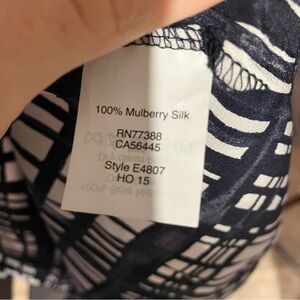 100% Mulberry Silk
RN77388
CA56445
Style E4807
HO 15